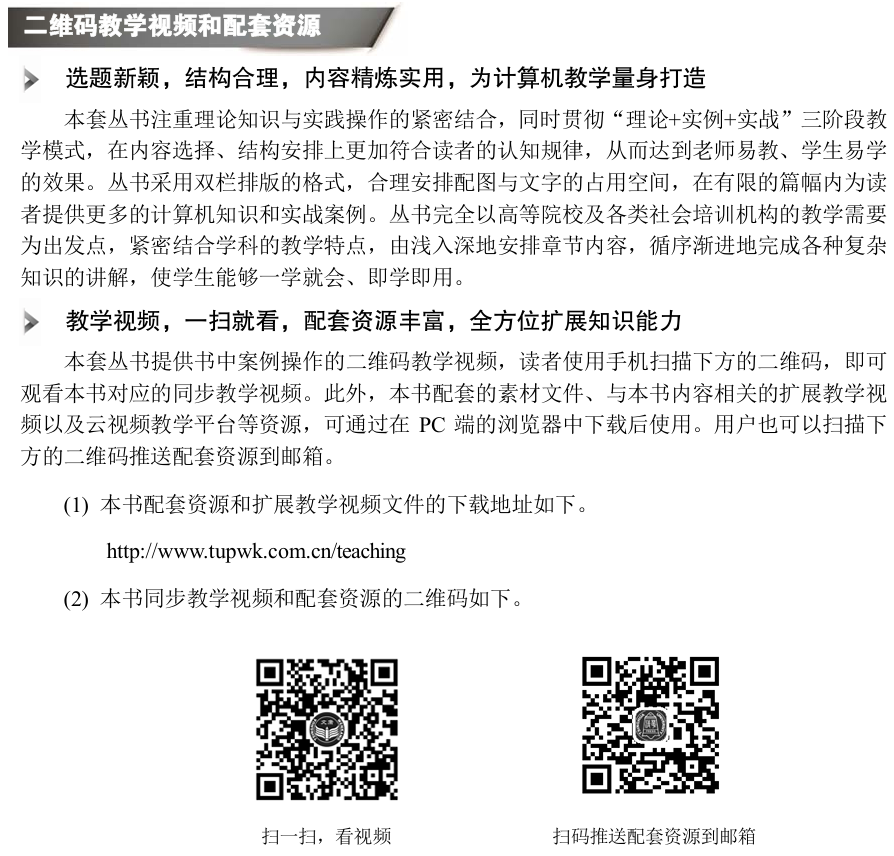 二维码教学视频和配套资源
选题新颖，结构合理，内容精炼实用，为计算机教学量身打造
本套丛书注重理论知识与实践操作的紧密结合，同时贯彻“理论+实例+实战”三阶段教
学模式，在内容选择、结构安排上更加符合读者的认知规律，从而达到老师易教、学生易学
的效果。丛书采用双栏排版的格式，合理安排配图与文字的占用空间，在有限的篇幅内为读
者提供更多的计算机知识和实战案例。丛书完全以高等院校及各类社会培训机构的教学需要
为出发点，紧密结合学科的教学特点，由浅入深地安排章节内容，循序渐进地完成各种复杂
知识的讲解，使学生能够一学就会、即学即用。
教学视频，一扫就看，配套资源丰富，全方位扩展知识能力
本套丛书提供书中案例操作的二维码教学视频，读者使用手机扫描下方的二维码，即可
观看本书对应的同步教学视频。此外，本书配套的素材文件、与本书内容相关的扩展教学视
频以及云视频教学平台等资源，可通过在 PC 端的浏览器中下载后使用。用户也可以扫描下
方的二维码推送配套资源到邮箱。
(1) 本书配套资源和扩展教学视频文件的下载地址如下。
http://www.tupwk.com.cn/teaching
(2) 本书同步教学视频和配套资源的二维码如下。
扫一扫，看视频
扫码推送配套资源到邮箱